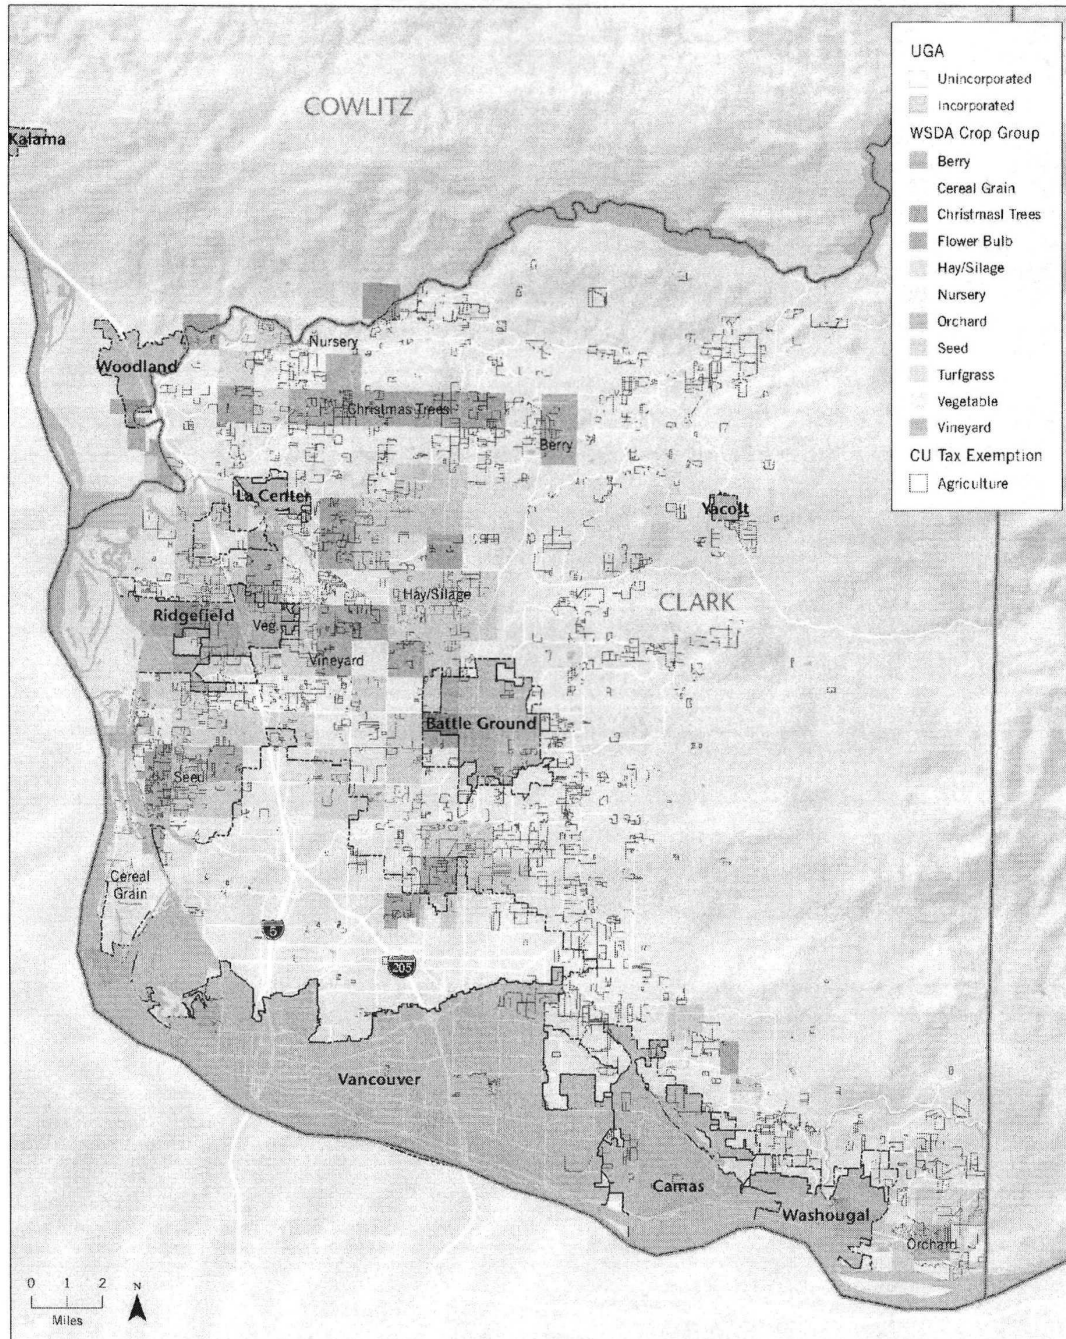 UGA
Unincorporated
Incorporated
WSDA Crop Group
Berry
Cereal Grain
Christmasl Trees
Flower Bulb
Hay/Silage
Nursery
Orchard
Seed
Turfgrass
Vegetable
Vineyard
CU Tax Exemption
Agriculture
COWLITZ
Kalama
Nursery
Woodland
Christmas Trees
Berry
La Center
Yacolt
Hay/Silage
CLARK
Ridgefield
Veg.
Vineyard
Battle Ground
Seed
Cereal
Grain
5
205
Vancouver
Camas
Washougal
Orchard
0 1 2
Miles
N